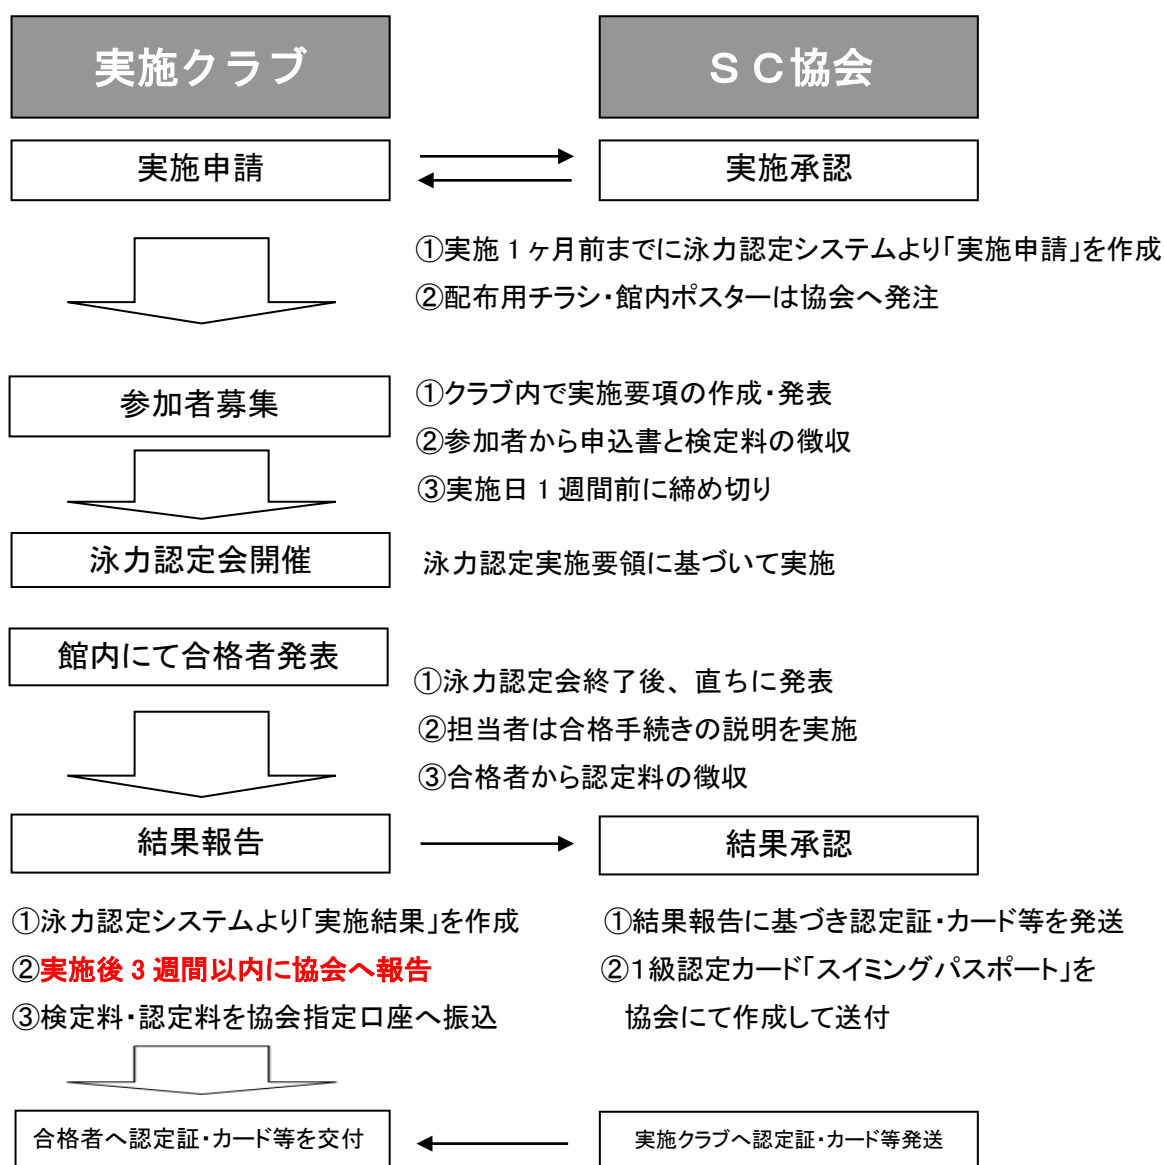 実施クラブ
ＳＣ協会
実施申請
実施承認
①実施１ヶ月前までに泳力認定システムより「実施申請」を作成
②配布用チラシ・館内ポスターは協会へ発注
参加者募集
①クラブ内で実施要項の作成・発表
②参加者から申込書と検定料の徴収
③実施日１週間前に締め切り
泳力認定会開催
泳力認定実施要領に基づいて実施
館内にて合格者発表
①泳力認定会終了後、直ちに発表
②担当者は合格手続きの説明を実施
③合格者から認定料の徴収
結果報告
結果承認
①泳力認定システムより「実施結果」を作成
②実施後３週間以内に協会へ報告
③検定料・認定料を協会指定口座へ振込
①結果報告に基づき認定証・カード等を発送
②１級認定カード「スイミングパスポート」を
協会にて作成して送付
合格者へ認定証・カード等を交付
実施クラブへ認定証・カード等発送